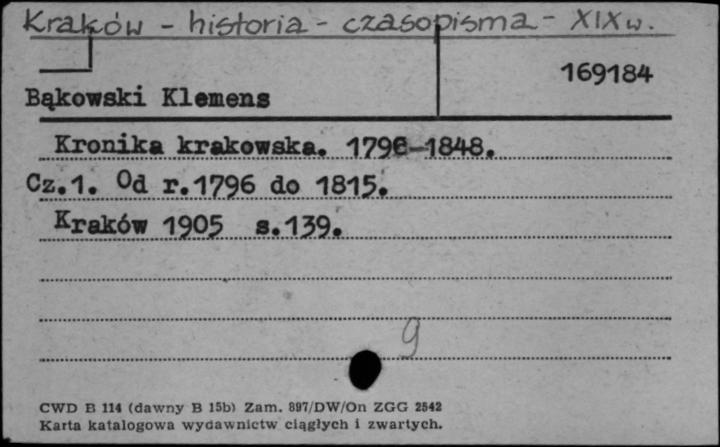 Kraków - historia - czasopisma - XIX w.
169184
Bąkowski Klemens
Kronika krakowska. 1796-1848.
Cz.1. Od r.1796 do 1815.
Kraków 1905 s.139.
9
CWD B 114 (dawny B 15b) Zam. 897/DW/On ZGG 2542
Karta katalogowa wydawnictw ciągłych i zwartych.